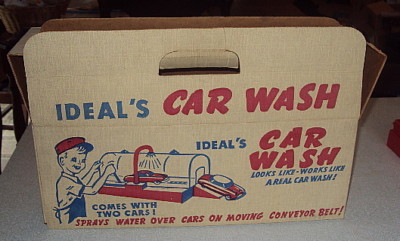 IDEAL'S CAR WASH
IDEAL'S CAR WASH
LOOKS LIKE - WORKS LIKE
A REAL CAR WASH!
COMES WITH
TWO CARS!
SPRAYS WATER OVER CARS ON MOVING CONVEYOR BELT!